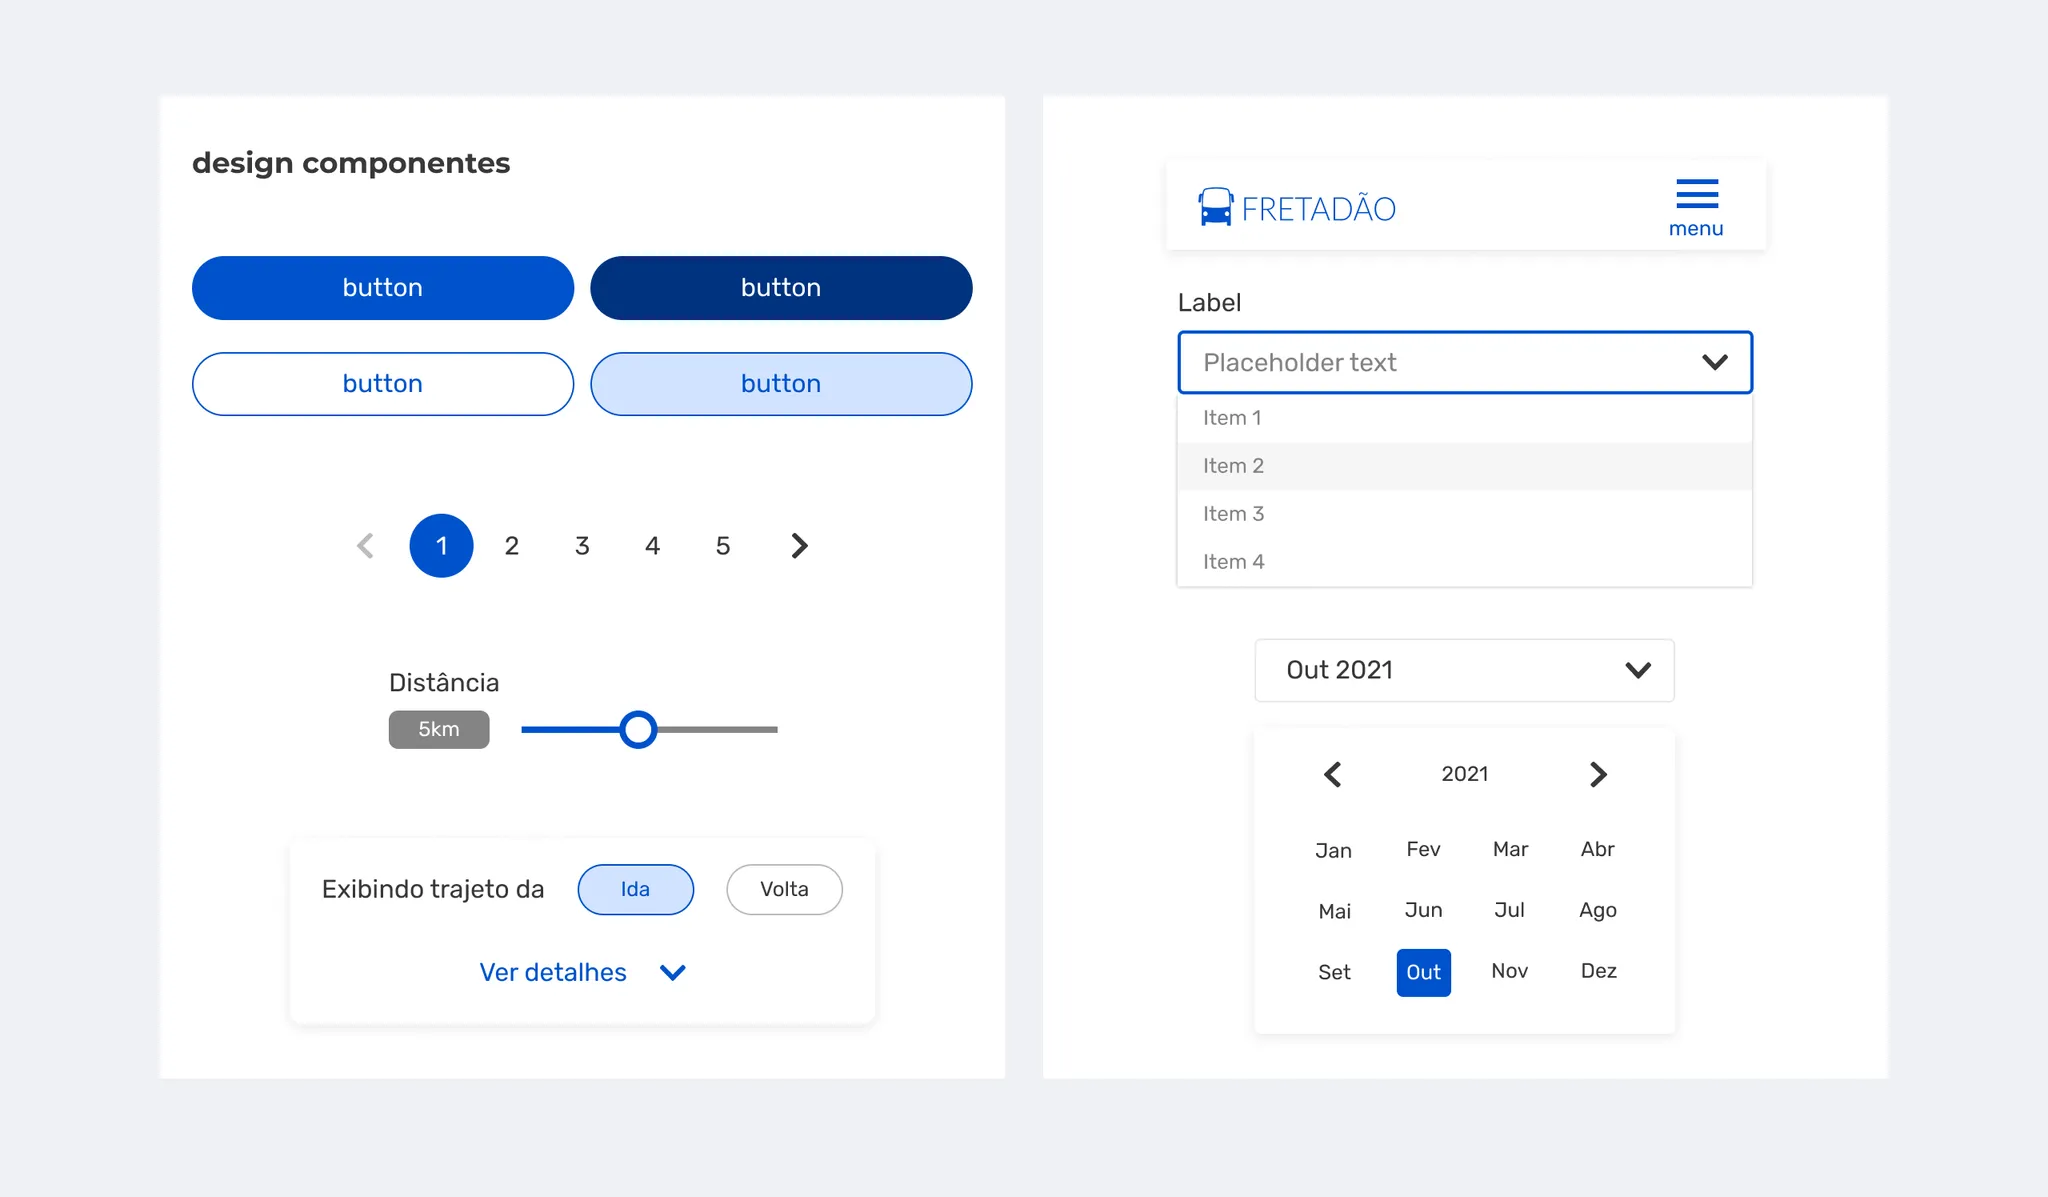 design componentes
button button
button button
1 2 3 4 5
Distância
5km
Exibindo trajeto da Ida Volta
Ver detalhes
FRETADÃO
menu
Label
Placeholder text
Item 1
Item 2
Item 3
Item 4
Out 2021
2021
Jan Fev Mar Abr
Mai Jun Jul Ago
Set Out Nov Dez